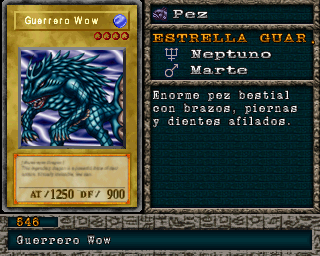 Guerrero Wow
AT/1250 DF/ 900
Pez
ESTRELLA GUAR.
Neptuno
Marte
Enorme pez bestial
con brazos, piernas
y dientes afilados.
546
Guerrero Wow